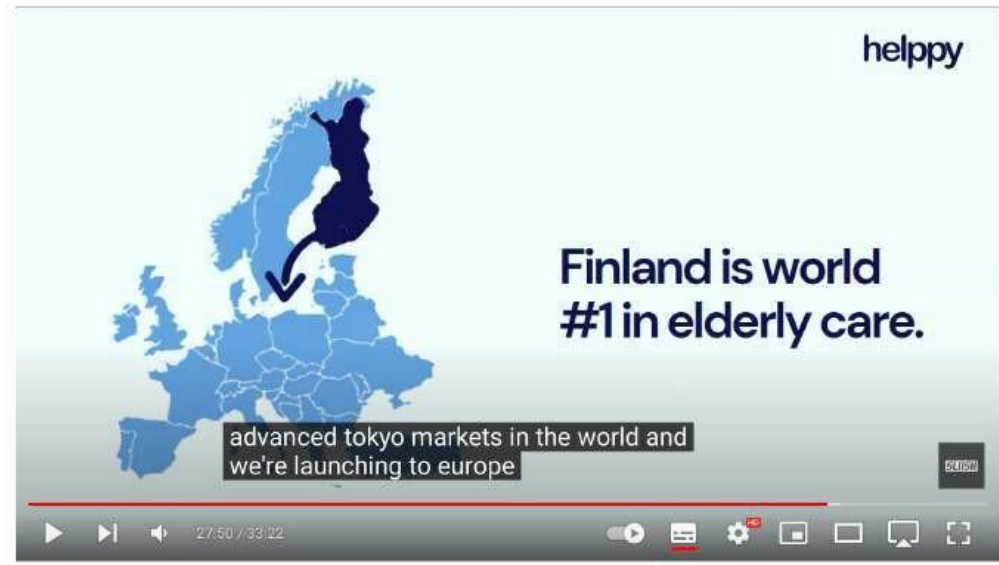 helppy
Finland is world
#1 in elderly care.
advanced tokyo markets in the world and
we're launching to europe
27:50 / 33:22
HD